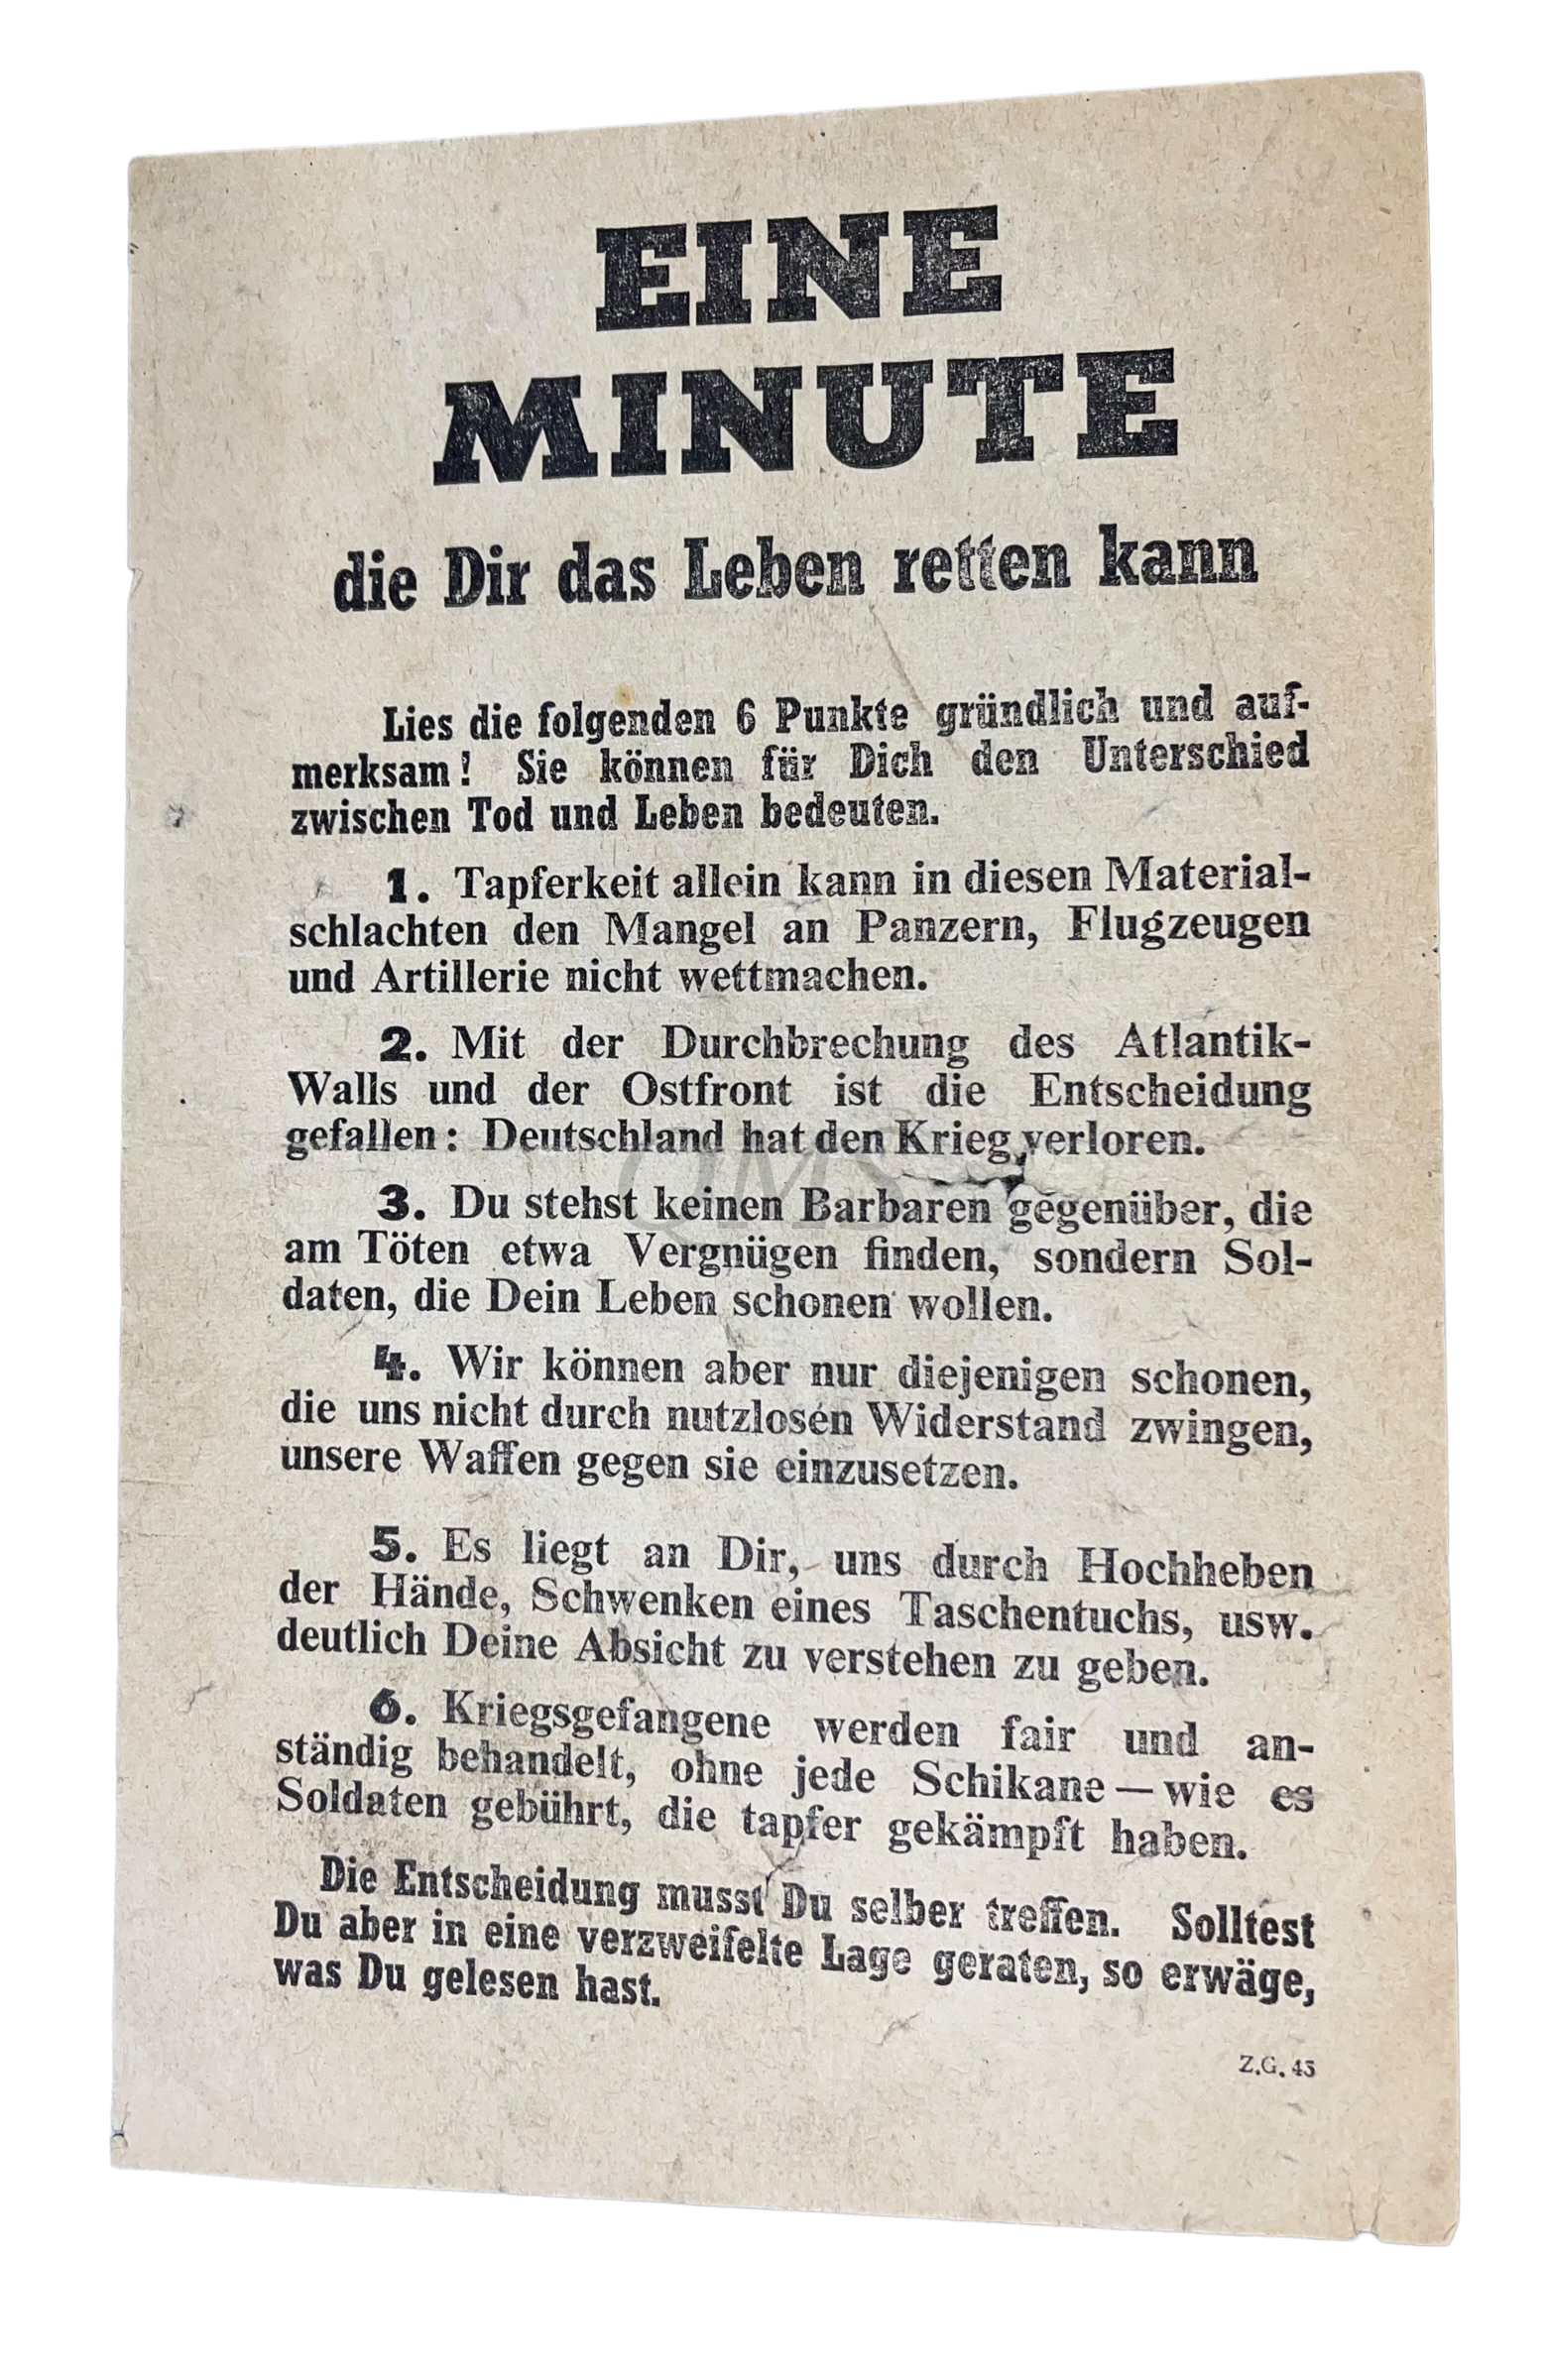 EINE
MINUTE
die Dir das Leben retten kann
Lies die folgenden 6 Punkte gründlich und auf-
merksam! Sie können für Dich den Unterschied
zwischen Tod und Leben bedeuten.
1. Tapferkeit allein kann in diesen Material-
schlachten den Mangel an Panzern, Flugzeugen
und Artillerie nicht wettmachen.
2. Mit der Durchbrechung des Atlantik-
Walls und der Ostfront ist die Entscheidung
gefallen: Deutschland hat den Krieg verloren.
3. Du stehst keinen Barbaren gegenüber, die
am Töten etwa Vergnügen finden, sondern Sol-
daten, die Dein Leben schonen wollen.
4. Wir können aber nur diejenigen schonen,
die uns nicht durch nutzlosen Widerstand zwingen,
unsere Waffen gegen sie einzusetzen.
5. Es liegt an Dir, uns durch Hochheben
der Hände, Schwenken eines Taschentuchs, usw.
deutlich Deine Absicht zu verstehen zu geben.
6. Kriegsgefangene werden fair und an-
ständig behandelt, ohne jede Schikane — wie es
Soldaten gebührt, die tapfer gekämpft haben.
Die Entscheidung musst Du selber treffen. Solltest
Du aber in eine verzweifelte Lage geraten, so erwäge,
was Du gelesen hast.
Z.G. 45